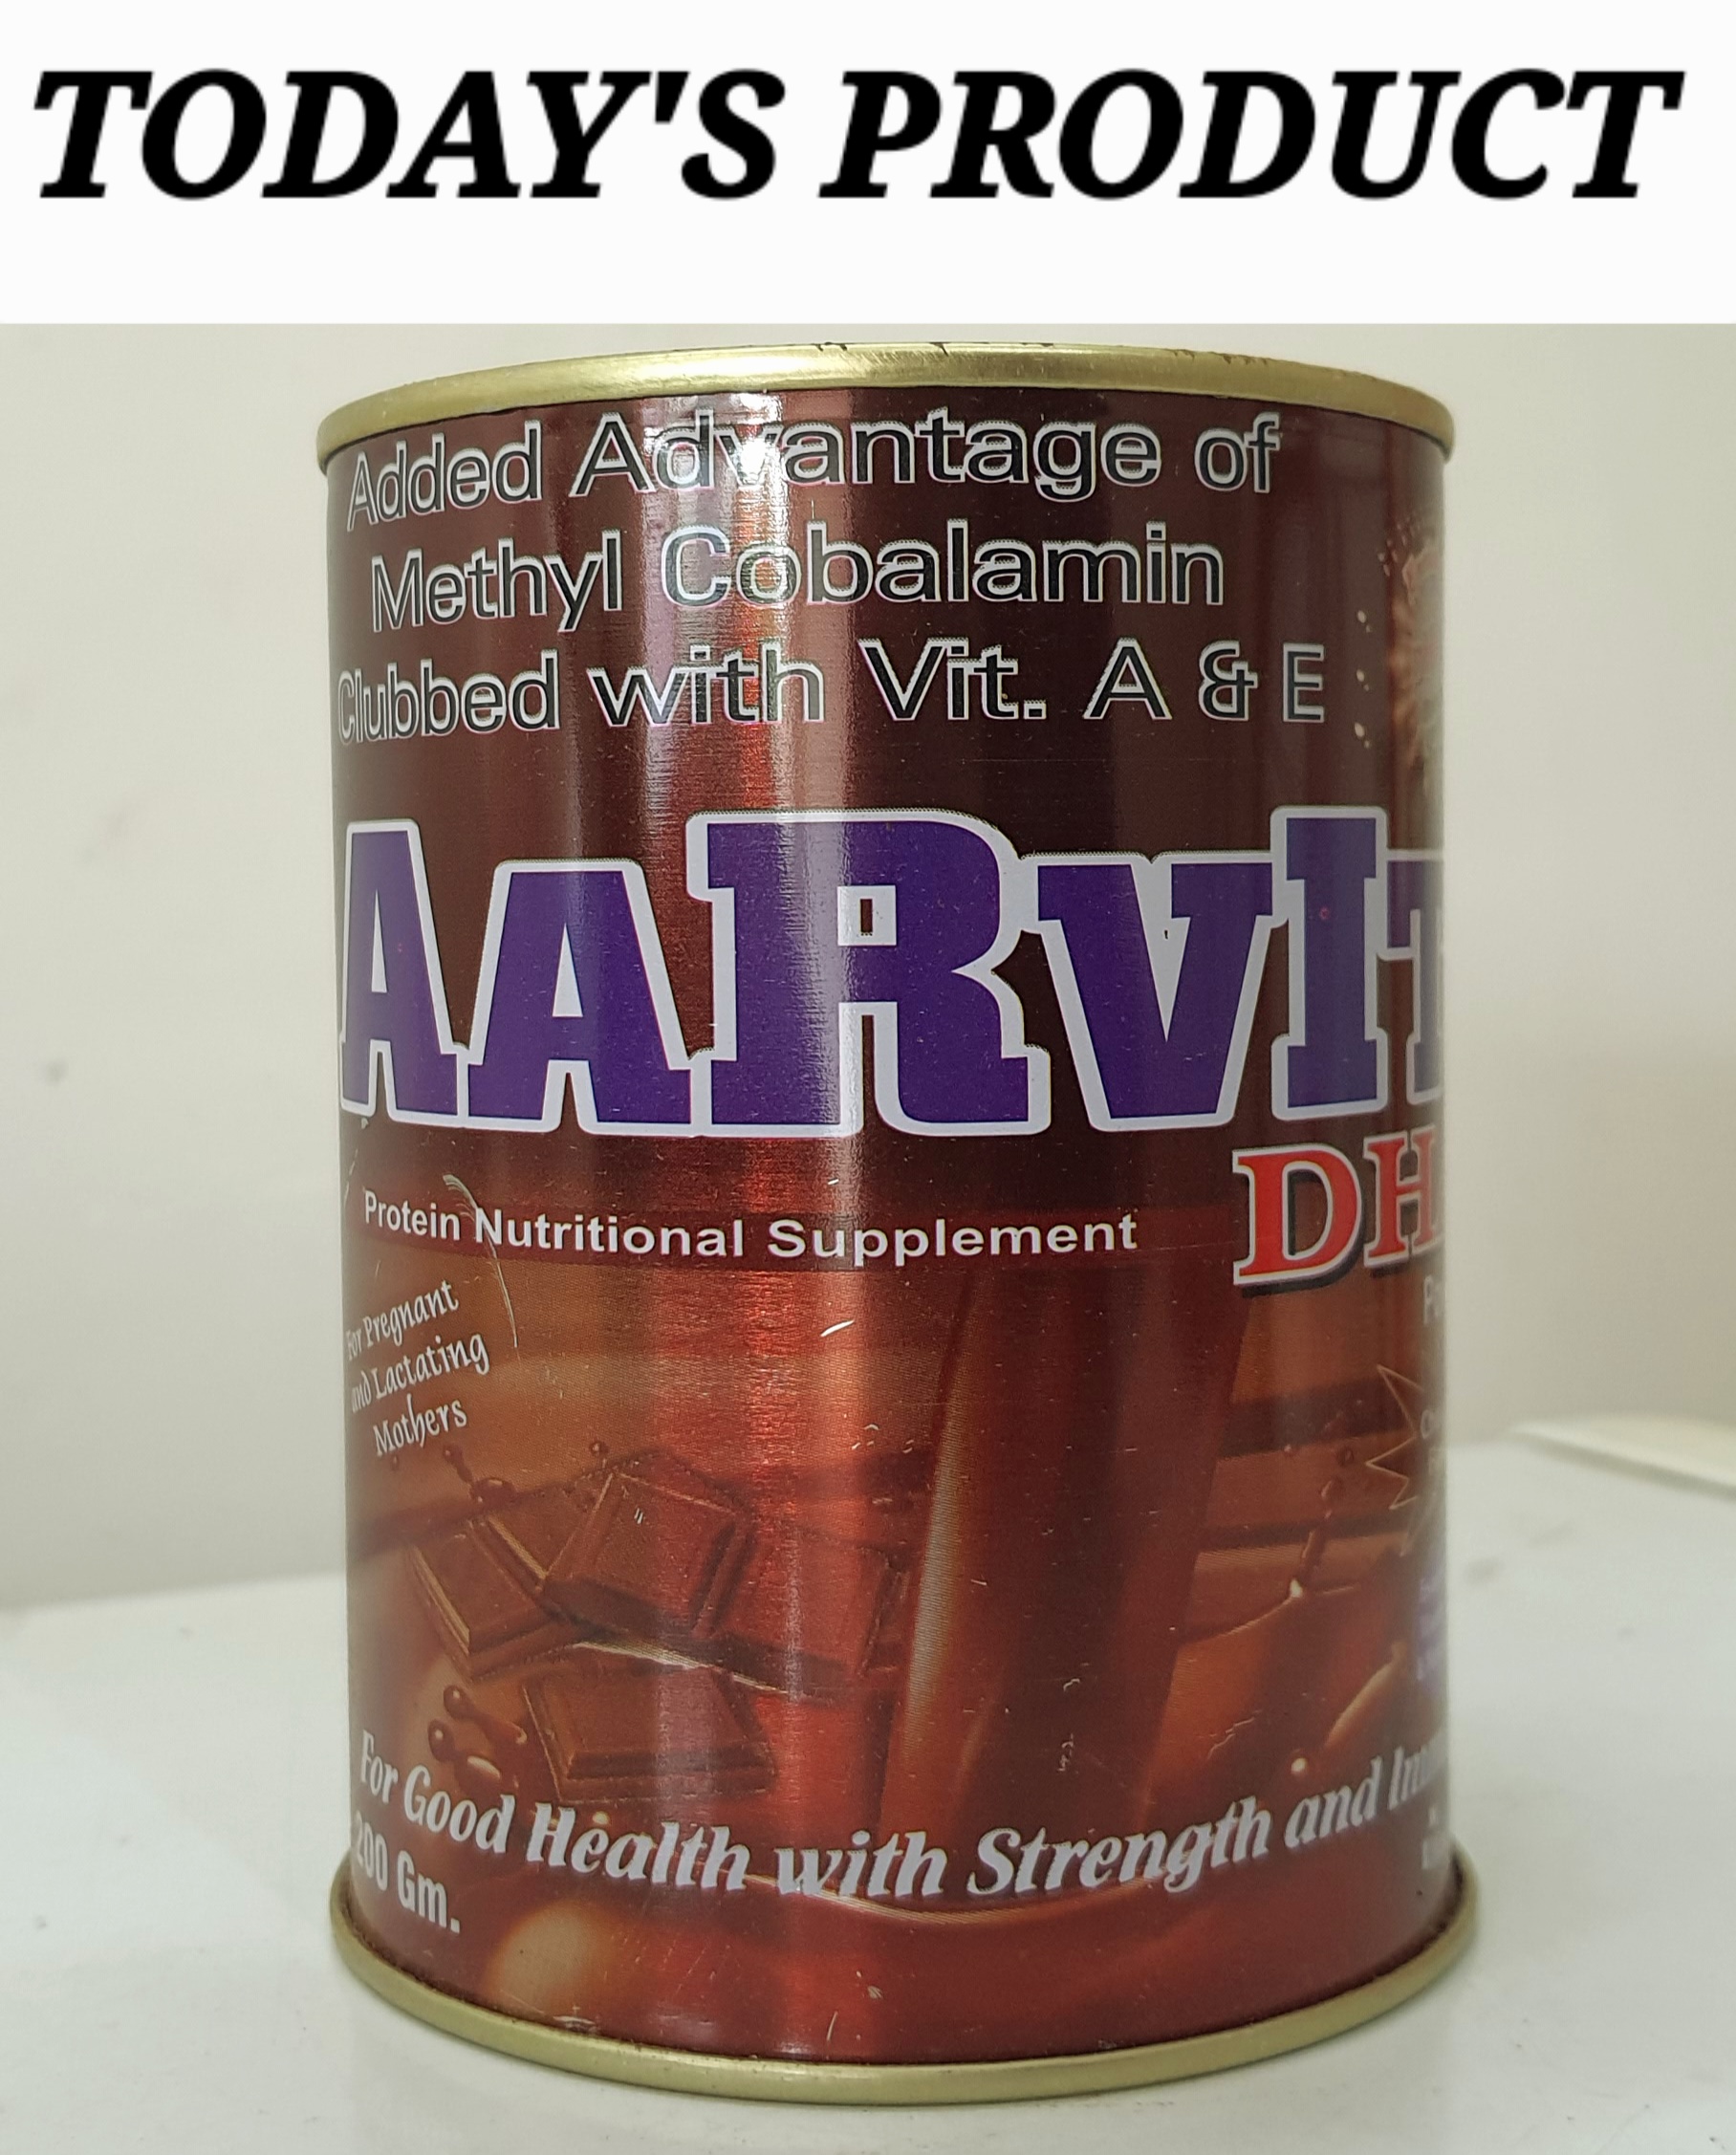 TODAY'S PRODUCT
Added Advantage of
Methyl Cobalamin
Clubbed with Vit. A & E
AARVIT
DH
Protein Nutritional Supplement
For Pregnant
and Lactating
Mothers
For Good Health with Strength and
200 Gm.